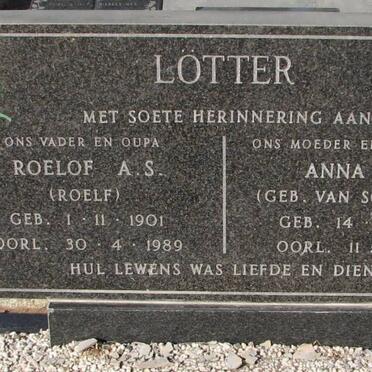 LÖTTER
MET SOETE HERINNERING AAN
ONS VADER EN OUPA
ROELOF A.S.
(ROELF)
GEB. 1·11·1901
OORL. 30·4·1989
ONS MOEDER
ANNA
(GEB. VAN
GEB. 14
OORL. 11
HUL LEWENS WAS LIEFDE EN DIEN